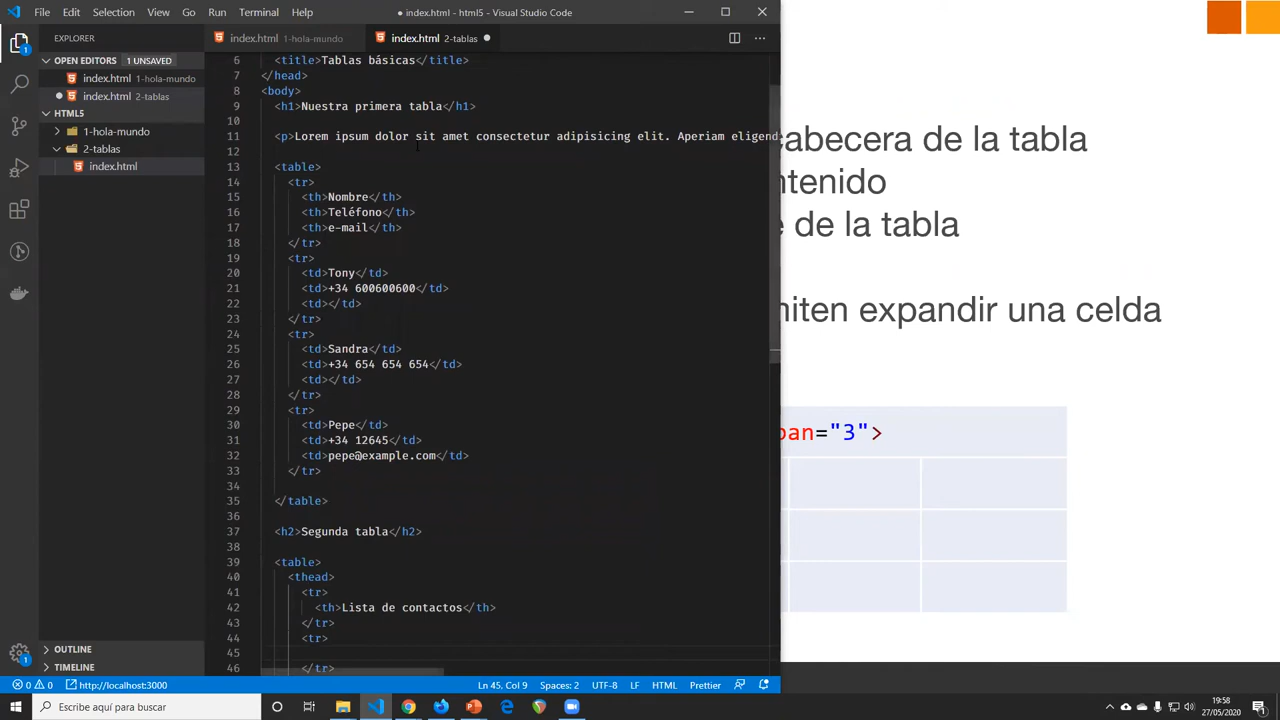 File Edit Selection View Go Run Terminal Help
● index.html - html5 - Visual Studio Code
EXPLORER
OPEN EDITORS 1 UNSAVED
index.html 1-hola-mundo
● index.html 2-tablas
HTML5
1-hola-mundo
2-tablas
index.html
OUTLINE
TIMELINE
index.html 1-hola-mundo
index.html 2-tablas ●
6 <title>Tablas básicas</title>
7 </head>
8 <body>
9 <h1>Nuestra primera tabla</h1>
10
11 <p>Lorem ipsum dolor sit amet consectetur adipisicing elit. Aperiam eligend
12
13 <table>
14 <tr>
15 <th>Nombre</th>
16 <th>Teléfono</th>
17 <th>e-mail</th>
18 </tr>
19 <tr>
20 <td>Tony</td>
21 <td>+34 600600600</td>
22 <td></td>
23 </tr>
24 <tr>
25 <td>Sandra</td>
26 <td>+34 654 654 654</td>
27 <td></td>
28 </tr>
29 <tr>
30 <td>Pepe</td>
31 <td>+34 12645</td>
32 <td>pepe@example.com</td>
33 </tr>
34
35 </table>
36
37 <h2>Segunda tabla</h2>
38
39 <table>
40 <thead>
41 <tr>
42 <th>Lista de contactos</th>
43 </tr>
44 <tr>
45
46 </tr>
cabecera de la tabla
ntenido
e de la tabla
miten expandir una celda
pan="3">
1
0 0 http://localhost:3000 Ln 45, Col 9 Spaces: 2 UTF-8 LF HTML Prettier
Escribe aquí para buscar
19:58
27/05/2020
1